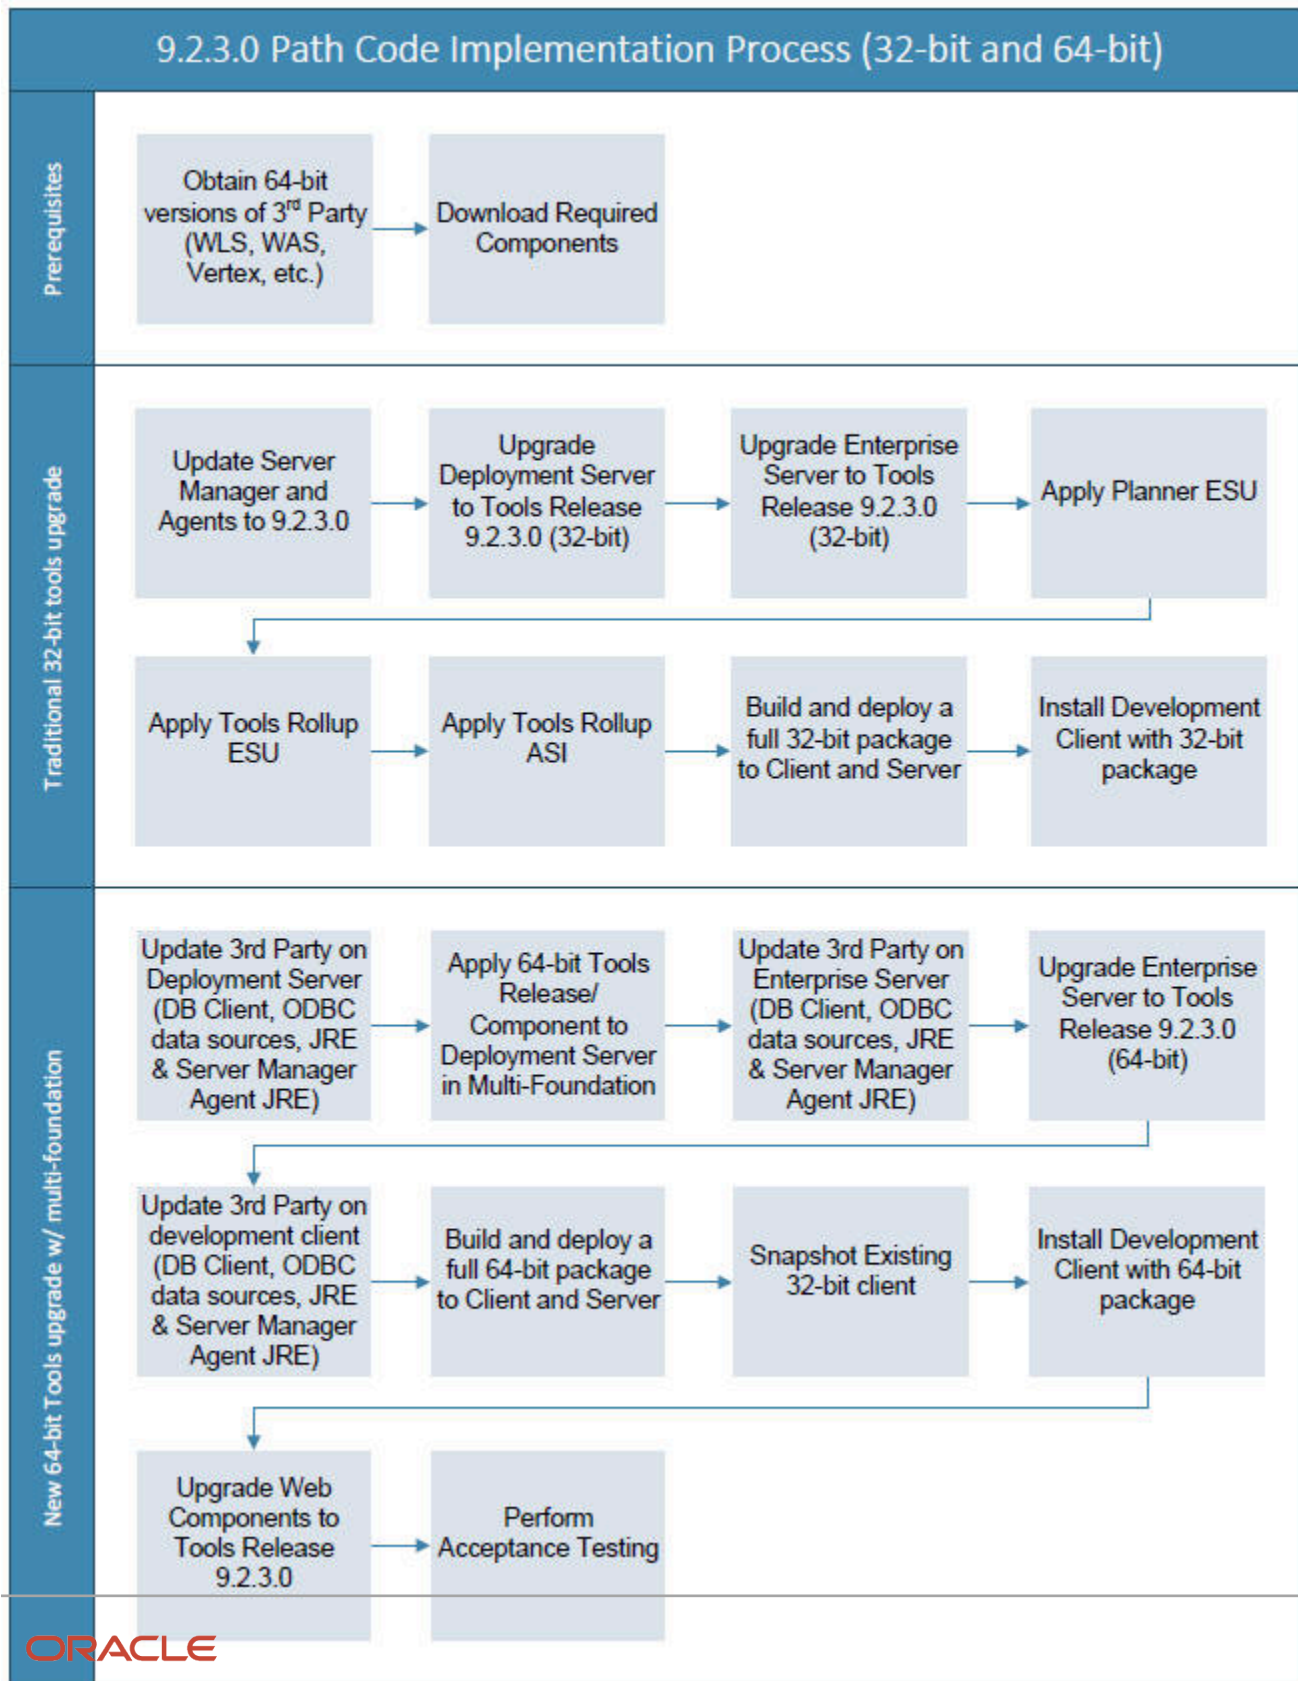 9.2.3.0 Path Code Implementation Process (32-bit and 64-bit)
Prerequisites
Obtain 64-bit
versions of 3rd Party
(WLS, WAS,
Vertex, etc.)
Download Required
Components
Traditional 32-bit tools upgrade
Update Server
Manager and
Agents to 9.2.3.0
Upgrade
Deployment Server
to Tools Release
9.2.3.0 (32-bit)
Upgrade Enterprise
Server to Tools
Release 9.2.3.0
(32-bit)
Apply Planner ESU
Apply Tools Rollup
ESU
Apply Tools Rollup
ASI
Build and deploy a
full 32-bit package
to Client and Server
Install Development
Client with 32-bit
package
New 64-bit Tools upgrade w/ multi-foundation
Update 3rd Party on
Deployment Server
(DB Client, ODBC
data sources, JRE
& Server Manager
Agent JRE)
Apply 64-bit Tools
Release/
Component to
Deployment Server
in Multi-Foundation
Update 3rd Party on
Enterprise Server
(DB Client, ODBC
data sources, JRE
& Server Manager
Agent JRE)
Upgrade Enterprise
Server to Tools
Release 9.2.3.0
(64-bit)
Update 3rd Party on
development client
(DB Client, ODBC
data sources, JRE
& Server Manager
Agent JRE)
Build and deploy a
full 64-bit package
to Client and Server
Snapshot Existing
32-bit client
Install Development
Client with 64-bit
package
Upgrade Web
Components to
Tools Release
9.2.3.0
Perform
Acceptance Testing
ORACLE